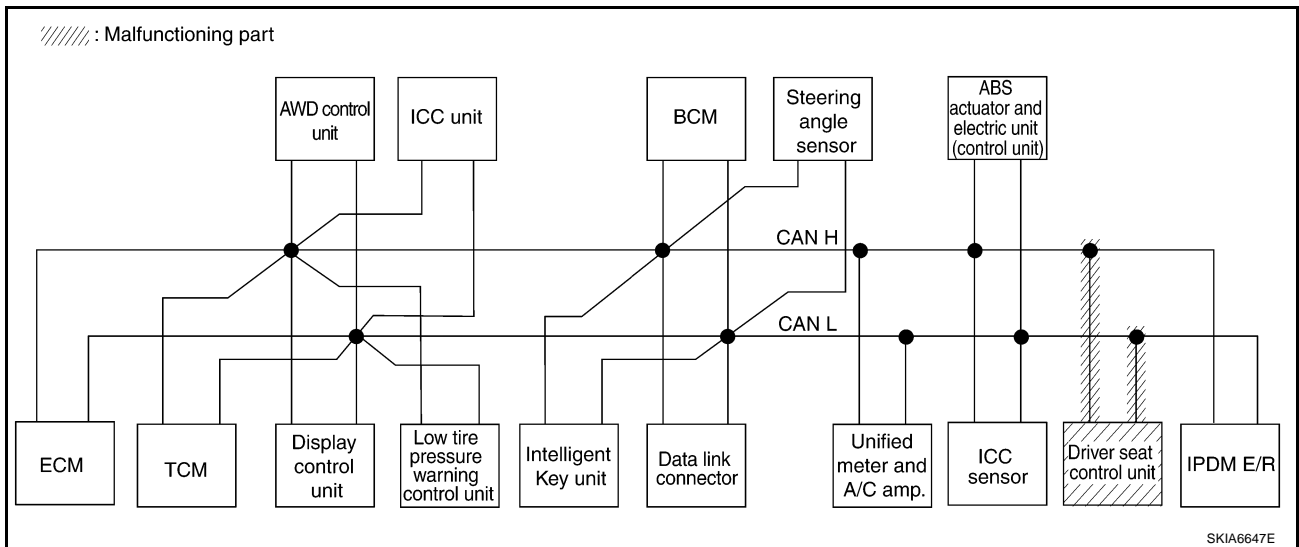 : Malfunctioning part
AWD control
unit
ICC unit
BCM
Steering
angle
sensor
ABS
actuator and
electric unit
(control unit)
CAN H
CAN L
ECM
TCM
Display
control
unit
Low tire
pressure
warning
control unit
Intelligent
Key unit
Data link
connector
Unified
meter and
A/C amp.
ICC
sensor
Driver seat
control unit
IPDM E/R
SKIA6647E